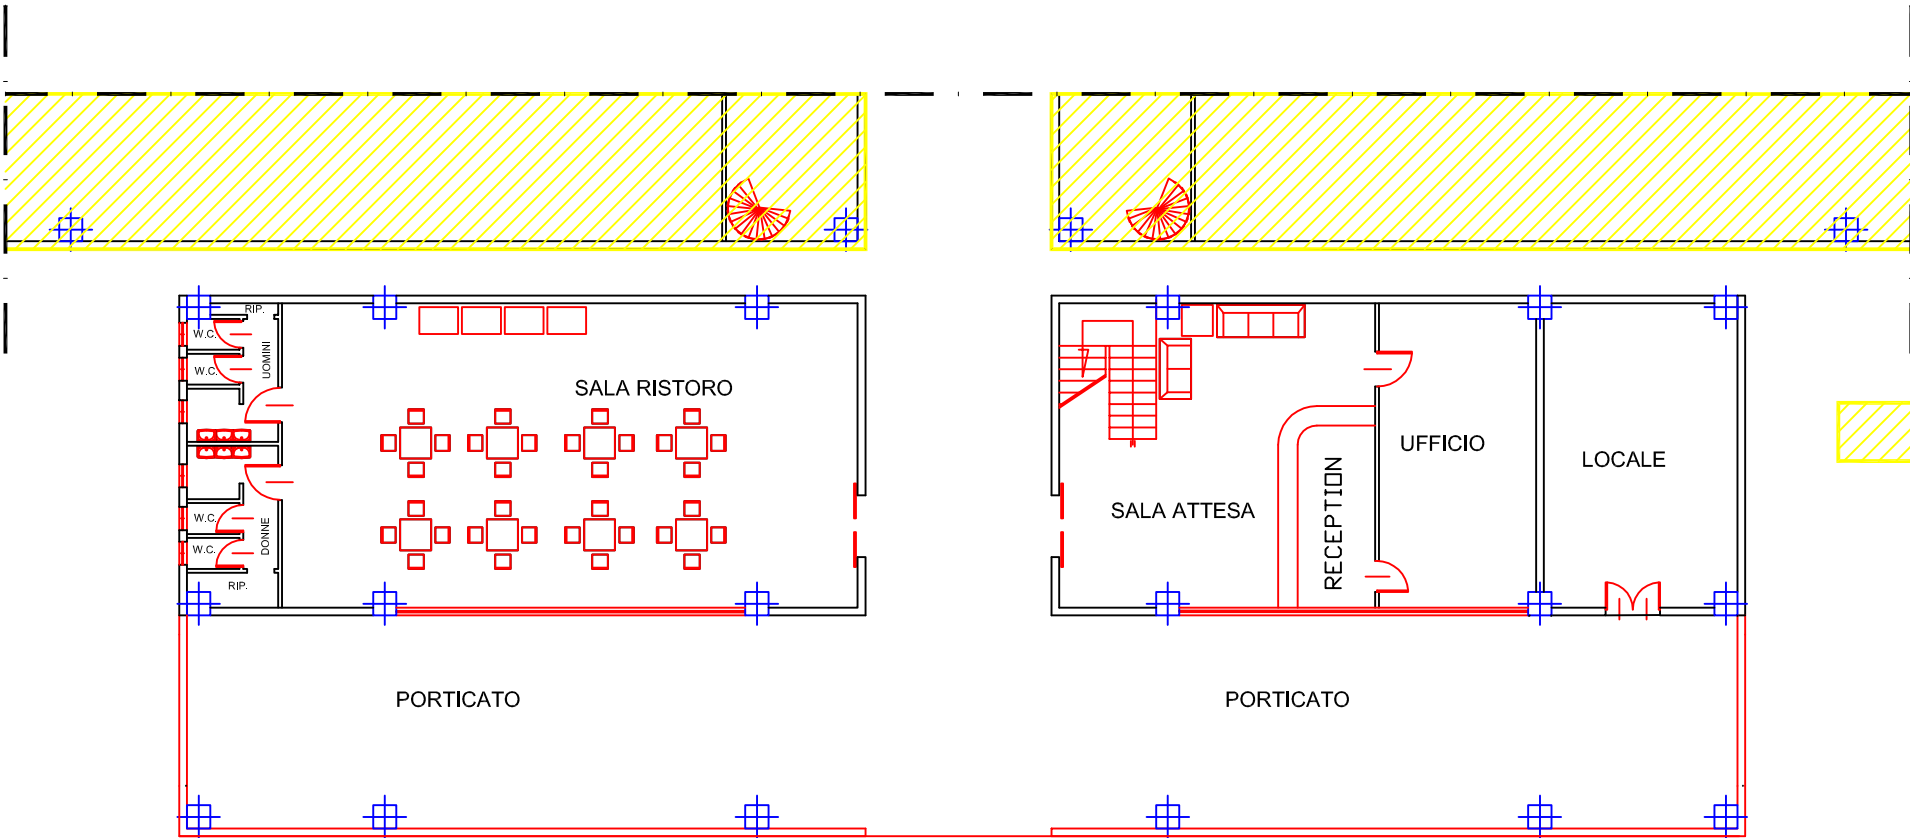 RIP.
W.C.
UOMINI
W.C.
SALA RISTORO
W.C.
DONNE
W.C.
RIP.
UFFICIO
LOCALE
SALA ATTESA
RECEPTION
PORTICATO
PORTICATO